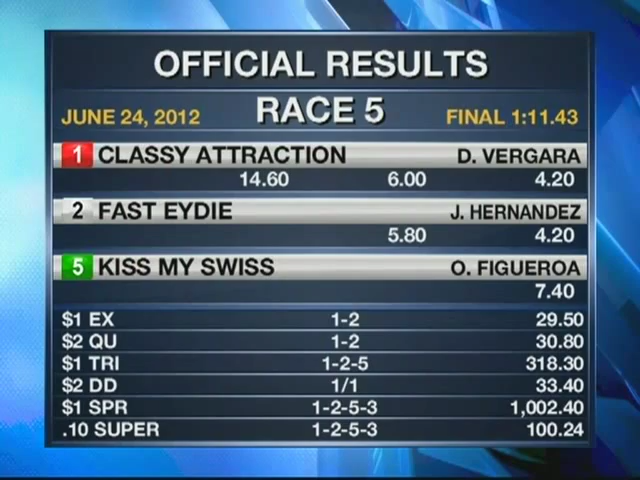 OFFICIAL RESULTS
JUNE 24, 2012 RACE 5 FINAL 1:11.43
1 CLASSY ATTRACTION D. VERGARA
14.60 6.00 4.20
2 FAST EYDIE J. HERNANDEZ
5.80 4.20
5 KISS MY SWISS O. FIGUEROA
7.40
$1 EX 1-2 29.50
$2 QU 1-2 30.80
$1 TRI 1-2-5 318.30
$2 DD 1/1 33.40
$1 SPR 1-2-5-3 1,002.40
.10 SUPER 1-2-5-3 100.24